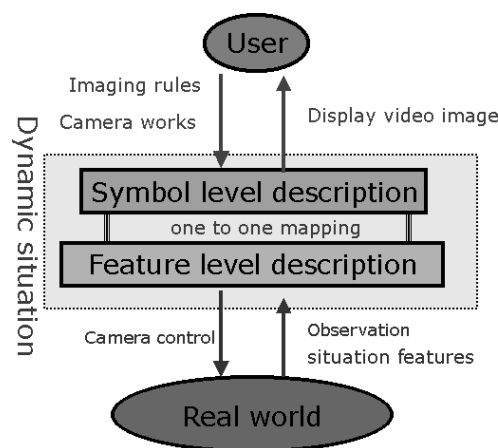 User
Imaging rules
Camera works
Display video image
Dynamic situation
Symbol level description
one to one mapping
Feature level description
Camera control
Observation
situation features
Real world